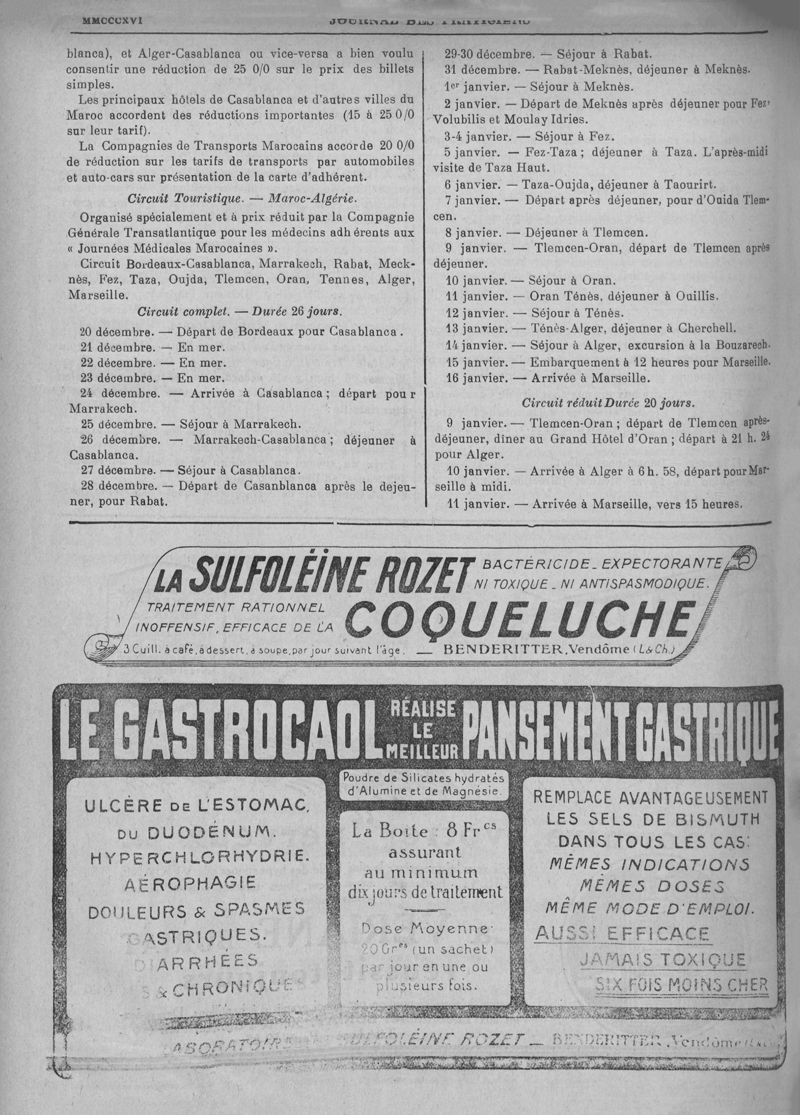 MMCCCXVI
blanca), et Alger-Casablanca ou vice-versa a bien voulu
consentir une réduction de 25 0/0 sur le prix des billets
simples.
Les principaux hôtels de Casablanca et d'autres villes du
Maroc accordent des réductions importantes (15 à 25 0/0
sur leur tarif).
La Compagnies de Transports Marocains accorde 20 0/0
de réduction sur les tarifs de transports par automobiles
et auto-cars sur présentation de la carte d'adhérent.
Circuit Touristique. — Maroc-Algérie.
Organisé spécialement et à prix réduit par la Compagnie
Générale Transatlantique pour les médecins adhérents aux
« Journées Médicales Marocaines ».
Circuit Bordeaux-Casablanca, Marrakech, Rabat, Meck-
nès, Fez, Taza, Oujda, Tlemcen, Oran, Tennes, Alger,
Marseille.
Circuit complet. — Durée 26 jours.
20 décembre. — Départ de Bordeaux pour Casablanca.
21 décembre. — En mer.
22 décembre. — En mer.
23 décembre. — En mer.
24 décembre. — Arrivée à Casablanca ; départ pour
Marrakech.
25 décembre. — Séjour à Marrakech.
26 décembre. — Marrakech-Casablanca ; déjeuner à
Casablanca.
27 décembre. — Séjour à Casablanca.
28 décembre. — Départ de Casanblanca après le dejeu-
ner, pour Rabat.
29-30 décembre. — Séjour à Rabat.
31 décembre. — Rabat-Meknès, déjeuner à Meknès.
1er janvier. — Séjour à Meknès.
2 janvier. — Départ de Meknès après déjeuner pour Fez,
Volubilis et Moulay Idries.
3-4 janvier. — Séjour à Fez.
5 janvier. — Fez-Taza ; déjeuner à Taza. L'après-midi
visite de Taza Haut.
6 janvier. — Taza-Oujda, déjeuner à Taourirt.
7 janvier. — Départ après déjeuner, pour d'Ouida Tlem-
cen.
8 janvier. — Déjeuner à Tlemcen.
9 janvier. — Tlemcen-Oran, départ de Tlemcen après
déjeuner.
10 janvier. — Séjour à Oran.
11 janvier. — Oran Ténès, déjeuner à Ouillis.
12 janvier. — Séjour à Ténès.
13 janvier. — Ténès-Alger, déjeuner à Cherchell.
14 janvier. — Séjour à Alger, excursion à la Bouzarech.
15 janvier. — Embarquement à 12 heures pour Marseille.
16 janvier. — Arrivée à Marseille.
Circuit réduit Durée 20 jours.
9 janvier. — Tlemcen-Oran ; départ de Tlemcen après-
déjeuner, diner au Grand Hôtel d'Oran ; départ à 21 h. 24
pour Alger.
10 janvier. — Arrivée à Alger à 6 h. 58, départ pour Mar-
seille à midi.
11 janvier. — Arrivée à Marseille, vers 15 heures.
LA SULFOLÉINE ROZET BACTÉRICIDE_EXPECTORANTE
NI TOXIQUE_NI ANTISPASMODIQUE.
TRAITEMENT RATIONNEL
INOFFENSIF, EFFICACE DE LA COQUELUCHE
3 Cuill. à café, à dessert, à soupe, par jour suivant l'âge. — BENDERITTER, Vendôme (L & Ch.)
LE GASTROCAOL RÉALISE LE MEILLEUR PANSEMENT GASTRIQUE
ULCÈRE DE L'ESTOMAC.
DU DUODÉNUM.
HYPERCHLORHYDRIE.
AÉROPHAGIE
DOULEURS & SPASMES
GASTRIQUES.
DIARRHÉES
& CHRONIQUES
Poudre de Silicates hydratés
d'Alumine et de Magnésie.
La Boite : 8 Frcs
assurant
au minimum
dix jours de traitement
Dose Moyenne
20 Gres (un sachet)
par jour en une ou
plusieurs fois.
REMPLACE AVANTAGEUSEMENT
LES SELS DE BISMUTH
DANS TOUS LES CAS:
MÊMES INDICATIONS
MÊMES DOSES
MÊME MODE D'EMPLOI.
AUSSI EFFICACE
JAMAIS TOXIQUE
SIX FOIS MOINS CHER
SULFOLÉINE ROZET — BENDERITTER, Vendôme